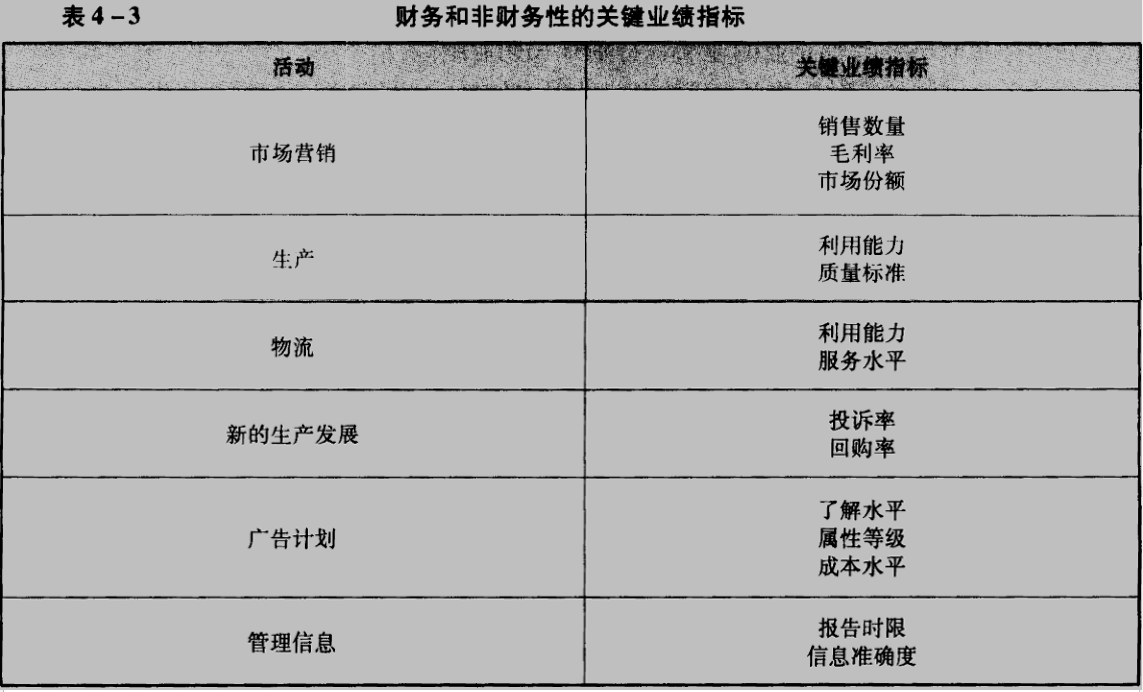 表4-3 财务和非财务性的关键业绩指标
活动 关键业绩指标
市场营销
销售数量
毛利率
市场份额
生产
利用能力
质量标准
物流
利用能力
服务水平
新的生产发展
投诉率
回购率
广告计划
了解水平
属性等级
成本水平
管理信息
报告时限
信息准确度